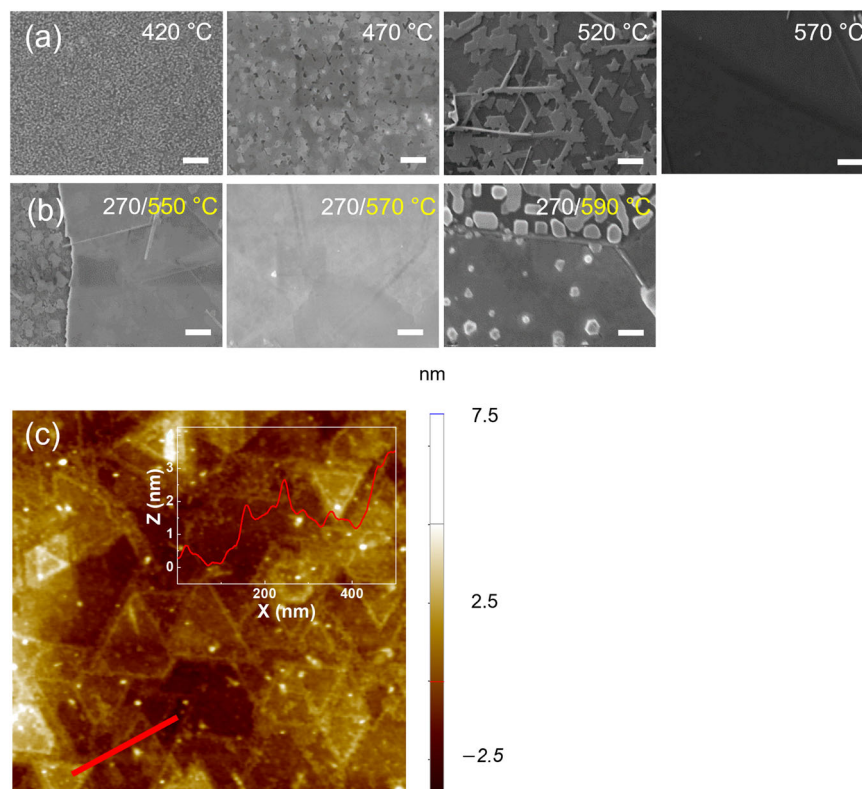 (a)
420 °C
470 °C
520 °C
570 °C
(b)
270/550 °C
270/570 °C
270/590 °C
nm
(c)
7.5
2.5
−2.5
Z (nm)
3
2
1
0
200
400
X (nm)